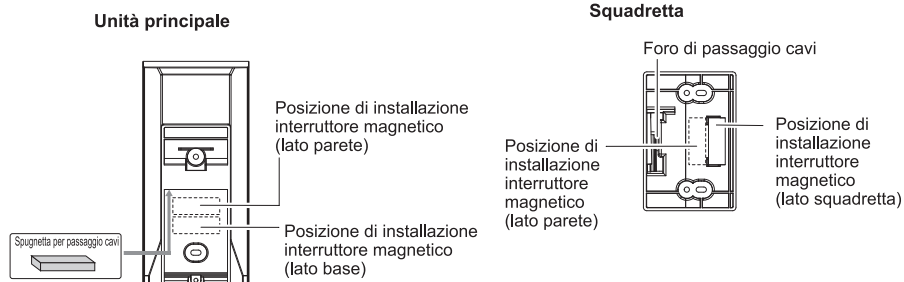 Unità principale
Posizione di installazione
interruttore magnetico
(lato parete)
Posizione di installazione
interruttore magnetico
(lato base)
Spugnetta per passaggio cavi
Squadretta
Foro di passaggio cavi
Posizione di
installazione
interruttore
magnetico
(lato parete)
Posizione di
installazione
interruttore
magnetico
(lato squadretta)